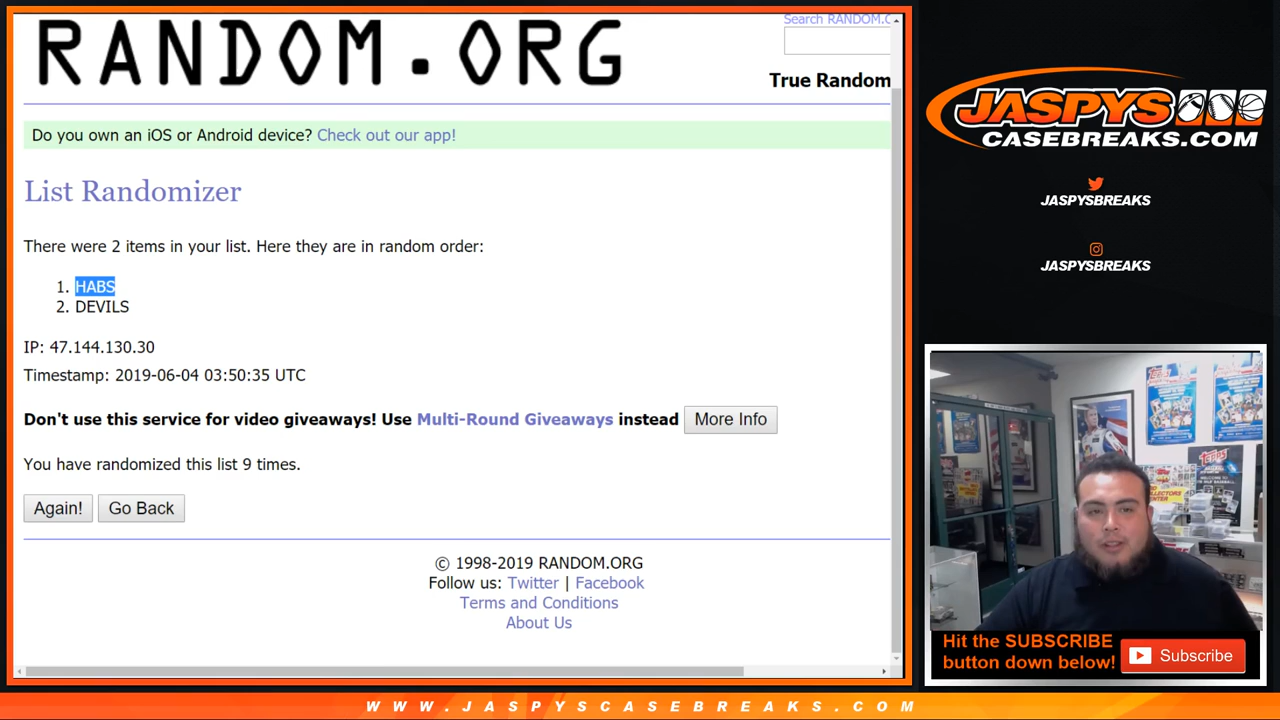 RANDOM.ORG
Search RANDOM.O
True Random
Do you own an iOS or Android device? Check out our app!
List Randomizer
There were 2 items in your list. Here they are in random order:
1. HABS
2. DEVILS
IP: 47.144.130.30
Timestamp: 2019-06-04 03:50:35 UTC
Don't use this service for video giveaways! Use Multi-Round Giveaways instead More Info
You have randomized this list 9 times.
Again! Go Back
© 1998-2019 RANDOM.ORG
Follow us: Twitter | Facebook
Terms and Conditions
About Us
JASPYS
CASEBREAKS.COM
JASPYSBREAKS
JASPYSBREAKS
TOPPS
Hit the SUBSCRIBE
button down below!
Subscribe
WWW.JASPYSCASEBREAKS.COM